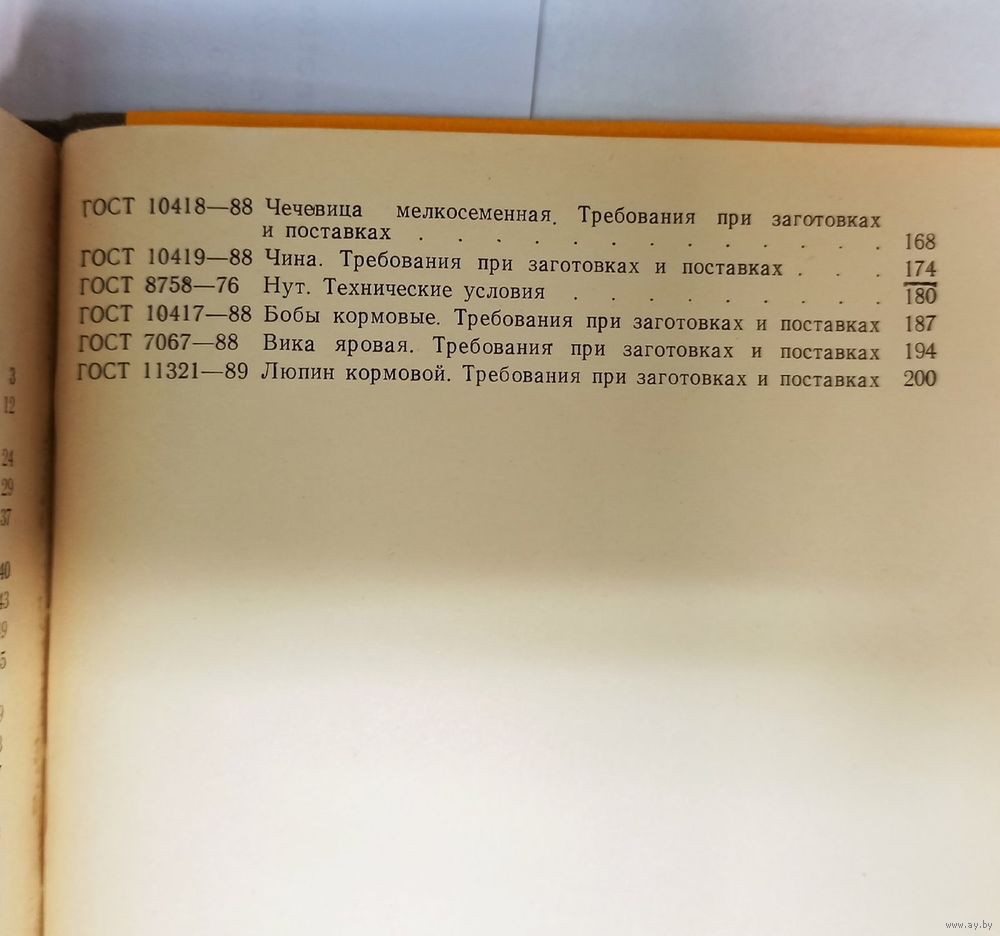 ГОСТ 10418—88 Чечевица мелкосеменная. Требования при заготовках
и поставках . . . . . . . . . . . . . 168
ГОСТ 10419—88 Чина. Требования при заготовках и поставках . . . 174
ГОСТ 8758—76 Нут. Технические условия . . . . . . . . . 180
ГОСТ 10417—88 Бобы кормовые. Требования при заготовках и поставках 187
ГОСТ 7067—88 Вика яровая. Требования при заготовках и поставках 194
ГОСТ 11321—89 Люпин кормовой. Требования при заготовках и поставках 200
3
12
24
29
37
40
43
www.ay.by